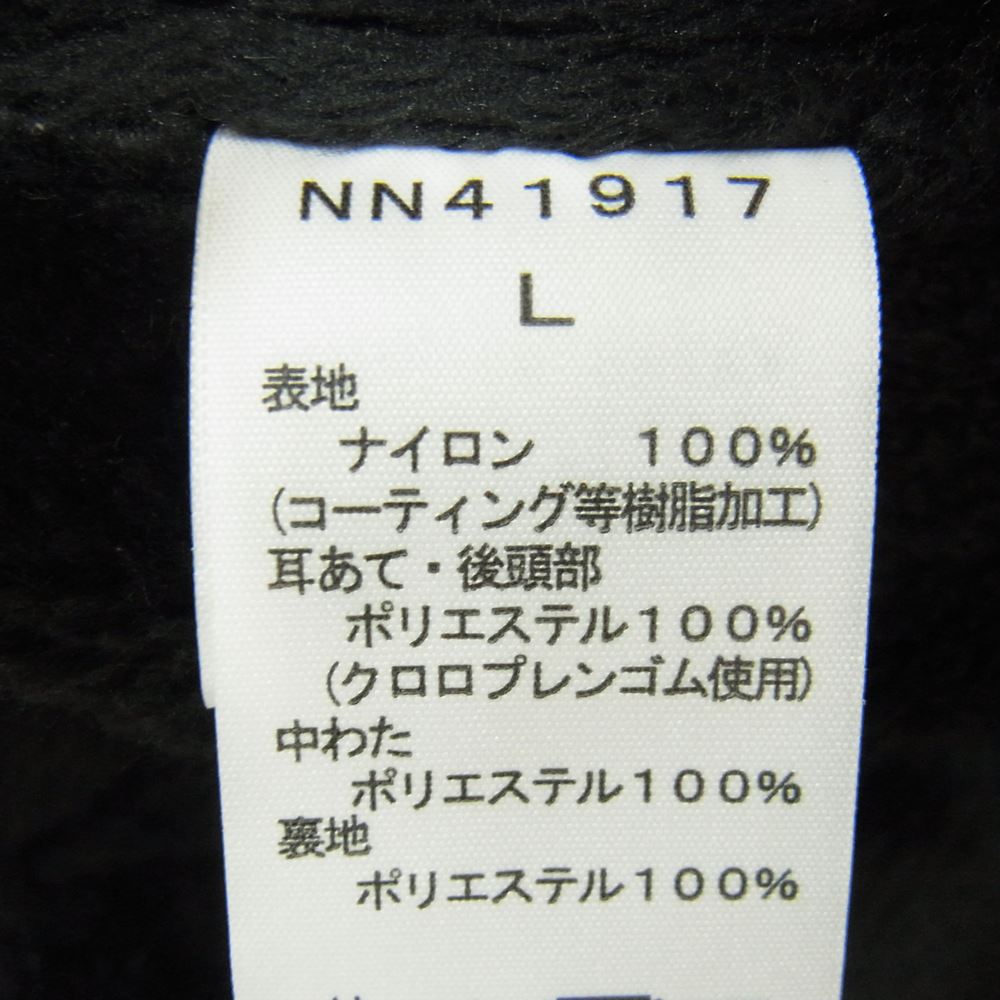 NN41917
L
表地
ナイロン　　100%
(コーティング等樹脂加工)
耳あて・後頭部
ポリエステル100%
(クロロプレンゴム使用)
中わた
ポリエステル100%
裏地
ポリエステル100%